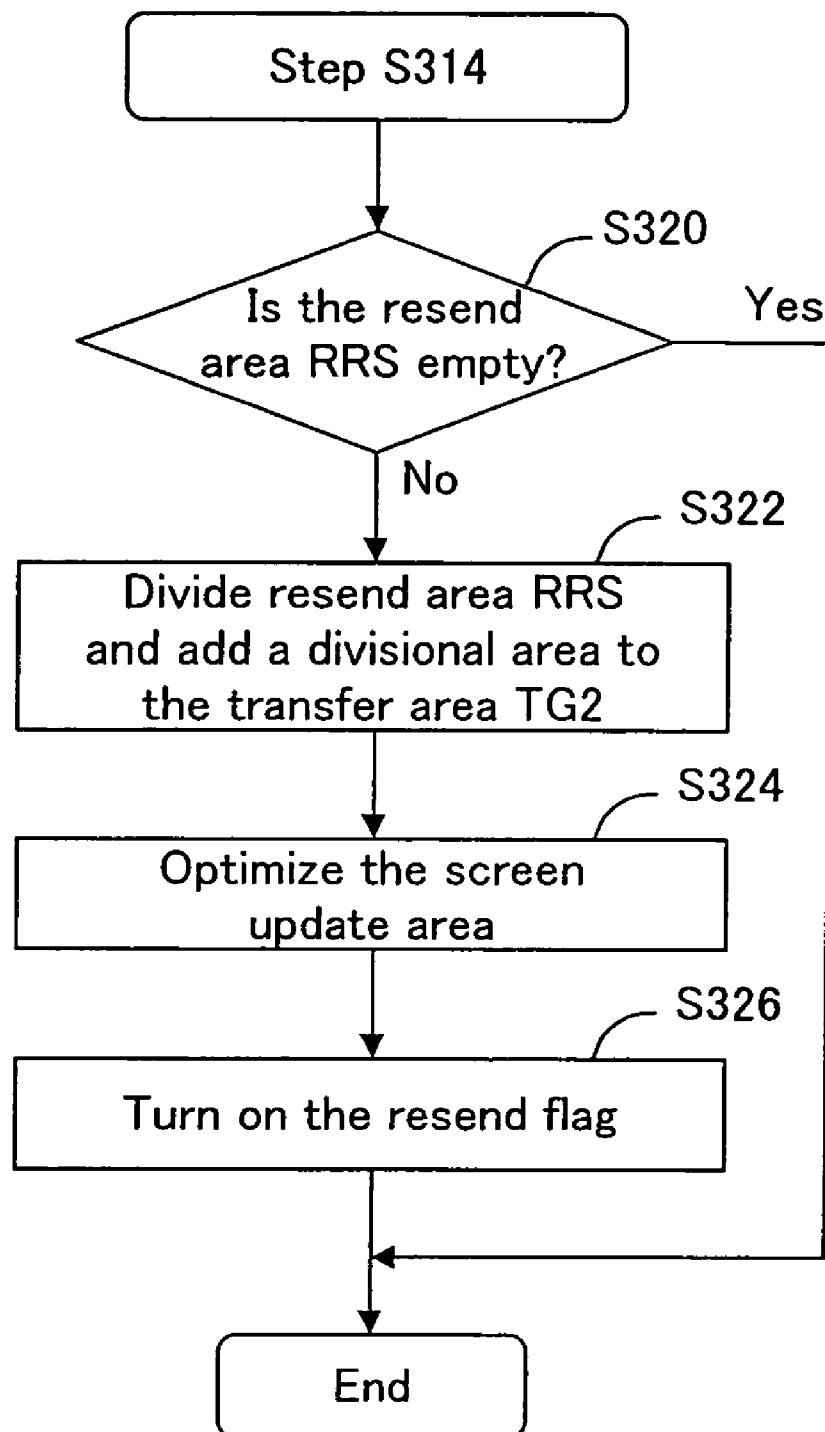 Step S314
S320
Is the resend
area RRS empty?
Yes
No
S322
Divide resend area RRS
and add a divisional area to
the transfer area TG2
S324
Optimize the screen
update area
S326
Turn on the resend flag
End